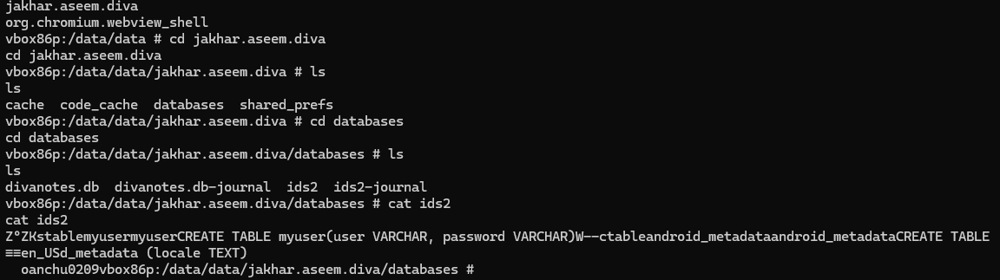 jakhar.aseem.diva
org.chromium.webview_shell
vbox86p:/data/data # cd jakhar.aseem.diva
cd jakhar.aseem.diva
vbox86p:/data/data/jakhar.aseem.diva # ls
ls
cache  code_cache  databases  shared_prefs
vbox86p:/data/data/jakhar.aseem.diva # cd databases
cd databases
vbox86p:/data/data/jakhar.aseem.diva/databases # ls
ls
divanotes.db  divanotes.db-journal  ids2  ids2-journal
vbox86p:/data/data/jakhar.aseem.diva/databases # cat ids2
cat ids2
Z°ZKstablemyusermyuserCREATE TABLE myuser(user VARCHAR, password VARCHAR)W--ctableandroid_metadataandroid_metadataCREATE TABLE
≡≡en_USd_metadata (locale TEXT)
  oanchu0209vbox86p:/data/data/jakhar.aseem.diva/databases #